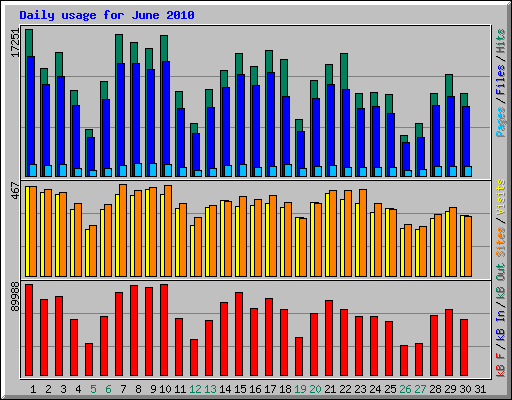 Daily usage for June 2010
17251
Pages / Files / Hits
467
Sites / Visits
89988
kB F / kB In / kB Out
1 2 3 4 5 6 7 8 9 10 11 12 13 14 15 16 17 18 19 20 21 22 23 24 25 26 27 28 29 30 31